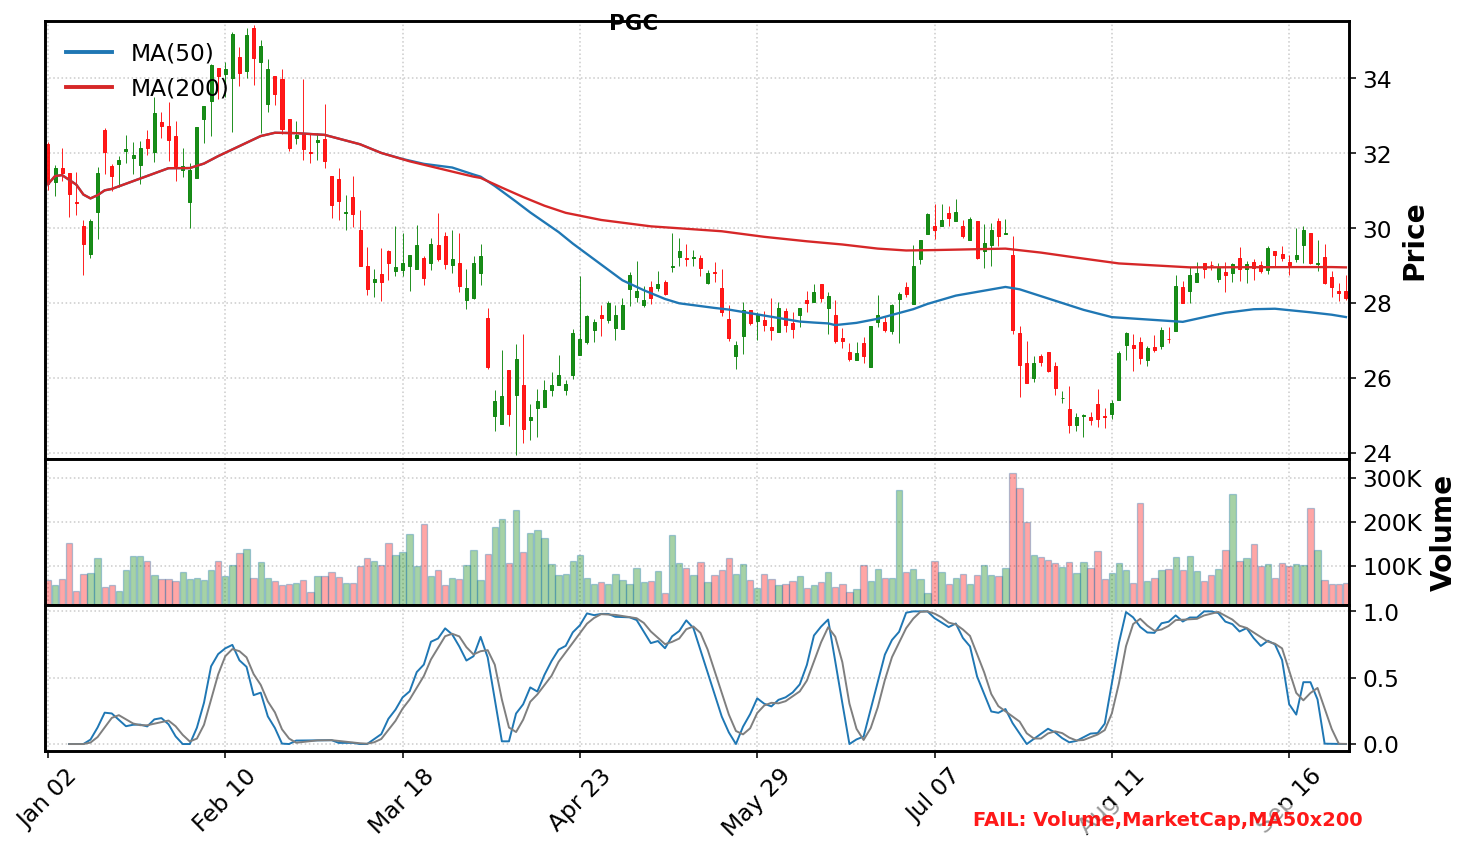 PGC
MA(50)
MA(200)
34
32
30
28
26
24
Price
300K
200K
100K
Volume
1.0
0.5
0.0
Jan 02
Feb 10
Mar 18
Apr 23
May 29
Jul 07
Aug 11
Sep 16
FAIL: Volume,MarketCap,MA50x200